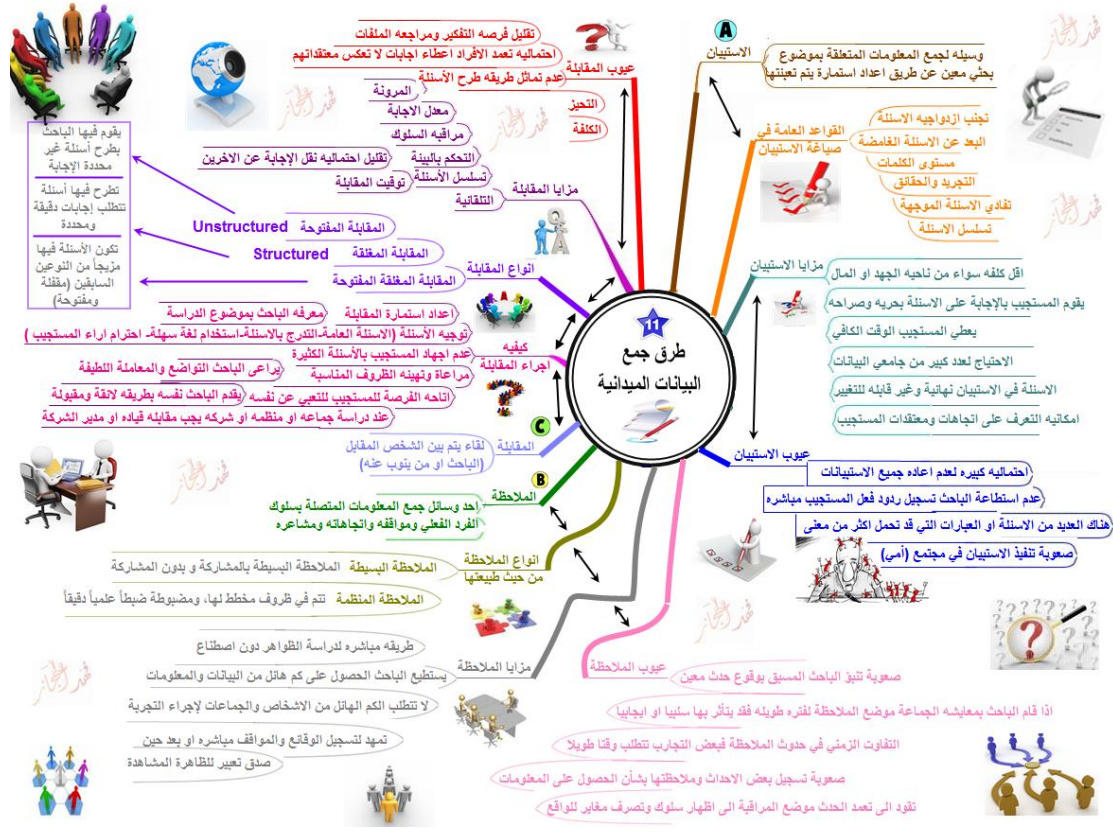 11
طرق جمع
البيانات الميدانية
A
الاستبيان
وسيله لجمع المعلومات المتعلقة بموضوع
بحثي معين عن طريق اعداد استمارة يتم تعبئتها
القواعد العامة في
صياغة الاستبيان
تجنب ازدواجيه الاسئلة
البعد عن الاسئلة الغامضة
مستوى الكلمات
التجريد والحقائق
تفادي الاسئلة الموجهة
تسلسل الاسئلة
مزايا الاستبيان
اقل كلفه سواء من ناحيه الجهد او المال
يقوم المستجيب بالإجابة على الاسئلة بحريه وصراحه
يعطي المستجيب الوقت الكافي
الاحتياج لعدد كبير من جامعي البيانات
الاسئلة في الاستبيان نهائية وغير قابله للتغيير
امكانيه التعرف على اتجاهات ومعتقدات المستجيب
عيوب الاستبيان
احتماليه كبيره لعدم اعاده جميع الاستبيانات
عدم استطاعة الباحث تسجيل ردود فعل المستجيب مباشره
هناك العديد من الاسئلة او العبارات التي قد تحمل اكثر من معنى
صعوبة تنفيذ الاستبيان في مجتمع (أمي)
عيوب الملاحظة
صعوبة تنبؤ الباحث المسبق بوقوع حدث معين
اذا قام الباحث بمعايشه الجماعة موضع الملاحظة لفتره طويله فقد يتأثر بها سلبيا او ايجابيا
التفاوت الزمني في حدوث الملاحظة فبعض التجارب تتطلب وقتا طويلا
صعوبة تسجيل بعض الاحداث وملاحظتها بشأن الحصول على المعلومات
تقود الى تعمد الحدث موضع المراقبة الى اظهار سلوك وتصرف مغاير للواقع
مزايا الملاحظة
طريقه مباشره لدراسة الظواهر دون اصطناع
يستطيع الباحث الحصول على كم هائل من البيانات والمعلومات
لا تتطلب الكم الهائل من الاشخاص والجماعات لإجراء التجربة
تمهد لتسجيل الوقائع والمواقف مباشره او بعد حين
صدق تعبير للظاهرة المشاهدة
انواع الملاحظة
من حيث طبيعتها
الملاحظة البسيطة
الملاحظة البسيطة بالمشاركة و بدون المشاركة
الملاحظة المنظمة
تتم في ظروف مخطط لها، ومضبوطة ضبطاً علمياً دقيقاً
B
الملاحظة
احد وسائل جمع المعلومات المتصلة بسلوك
الفرد الفعلي ومواقفه واتجاهاته ومشاعره
C
المقابلة
لقاء يتم بين الشخص المقابل
(الباحث او من ينوب عنه)
كيفيه
اجراء المقابلة
إعداد استمارة المقابلة
معرفه الباحث بموضوع الدراسة
توجيه الأسئلة (الاسئلة العامة- التدرج بالاسئلة- استخدام لغة سهلة- احترام اراء المستجيب )
عدم اجهاد المستجيب بالأسئلة الكثيرة
مراعاة وتهيئه الظروف المناسبة
يراعى الباحث التواضع والمعاملة اللطيفة
اتاحه الفرصة للمستجيب للتعبي عن نفسه
يقدم الباحث نفسه بطريقه لائقة ومقبولة
عند دراسة جماعه او منظمه او شركه يجب مقابله قياده او مدير الشركة
انواع المقابلة
المقابلة المفتوحة Unstructured
يقوم فيها الباحث
بطرح أسئلة غير
محددة الإجابة
المقابلة المغلقة Structured
تطرح فيها أسئلة
تتطلب إجابات دقيقة
ومحددة
المقابلة المغلقة المفتوحة
تكون الأسئلة فيها
مزيجاً من النوعين
السابقين (مقفلة
ومفتوحة)
مزايا المقابلة
المرونة
معدل الاجابة
مراقبه السلوك
التحكم بالبيئة
تقليل احتماليه نقل الإجابة عن الاخرين
تسلسل الأسئلة
توقيت المقابلة
التلقائية
Q&A
عيوب المقابلة
تقليل فرصه التفكير ومراجعه الملفات
احتماليه تعمد الافراد اعطاء اجابات لا تعكس معتقداتهم
عدم تماثل طريقه طرح الأسئلة
التحيز
الكلفة